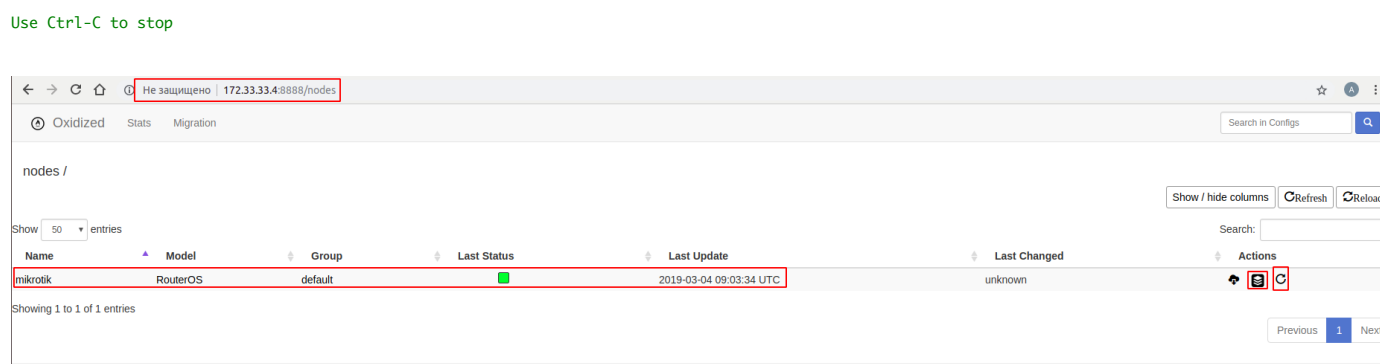 Use Ctrl-C to stop
Не защищено 172.33.33.4:8888/nodes A
Oxidized Stats Migration Search in Configs
nodes /
Show / hide columns Refresh Reload
Show 50 entries Search:
Name Model Group Last Status Last Update Last Changed Actions
mikrotik RouterOS default 2019-03-04 09:03:34 UTC unknown
Showing 1 to 1 of 1 entries
Previous 1 Nex